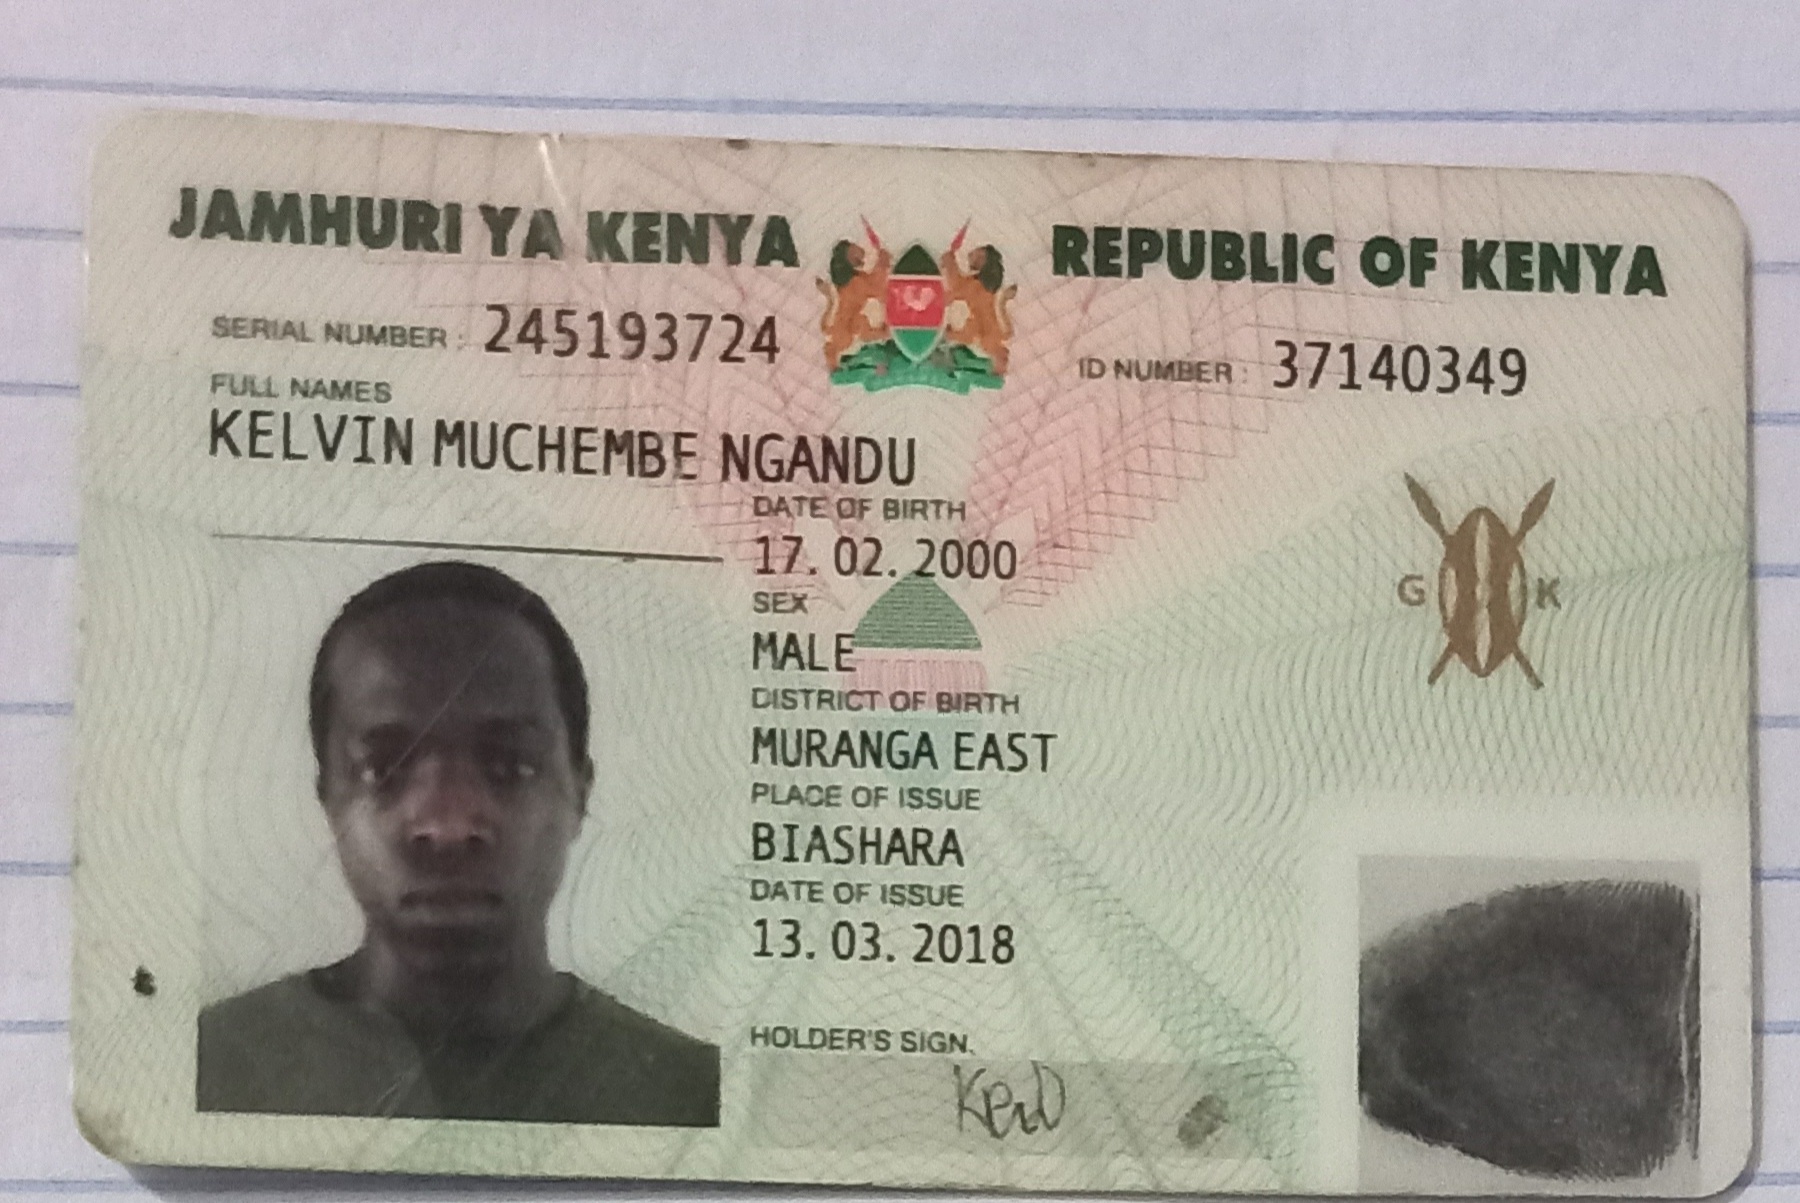 JAMHURI YA KENYA REPUBLIC OF KENYA
SERIAL NUMBER : 245193724 ID NUMBER : 37140349
FULL NAMES
KELVIN MUCHEMBE NGANDU
DATE OF BIRTH
17. 02. 2000
SEX
MALE
G K
DISTRICT OF BIRTH
MURANGA EAST
PLACE OF ISSUE
BIASHARA
DATE OF ISSUE
13. 03. 2018
HOLDER'S SIGN.